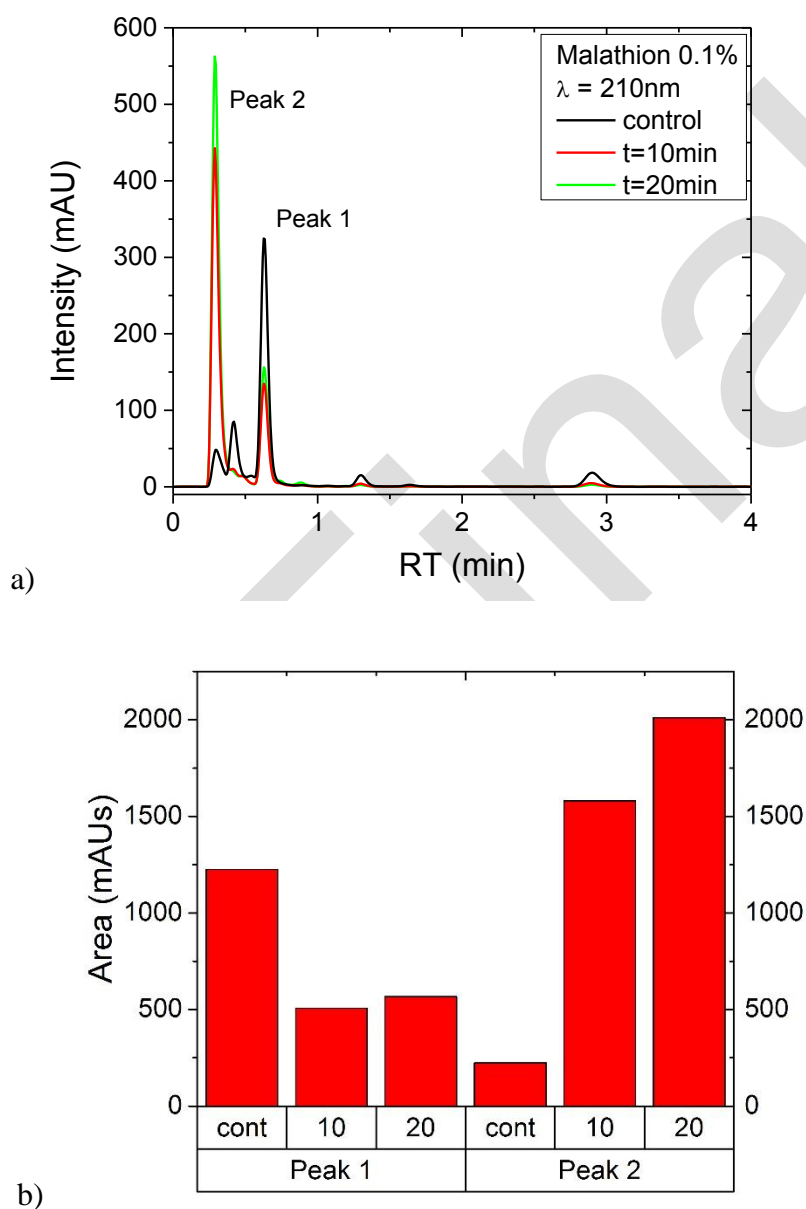 600
500
400
300
200
100
0
Intensity (mAU)
Peak 2
Peak 1
Malathion 0.1%
λ = 210nm
control
t=10min
t=20min
0 1 2 3 4
RT (min)
a)
2000 2000
1500 1500
1000 1000
500 500
0 0
Area (mAUs)
cont 10 20 cont 10 20
Peak 1 Peak 2
b)